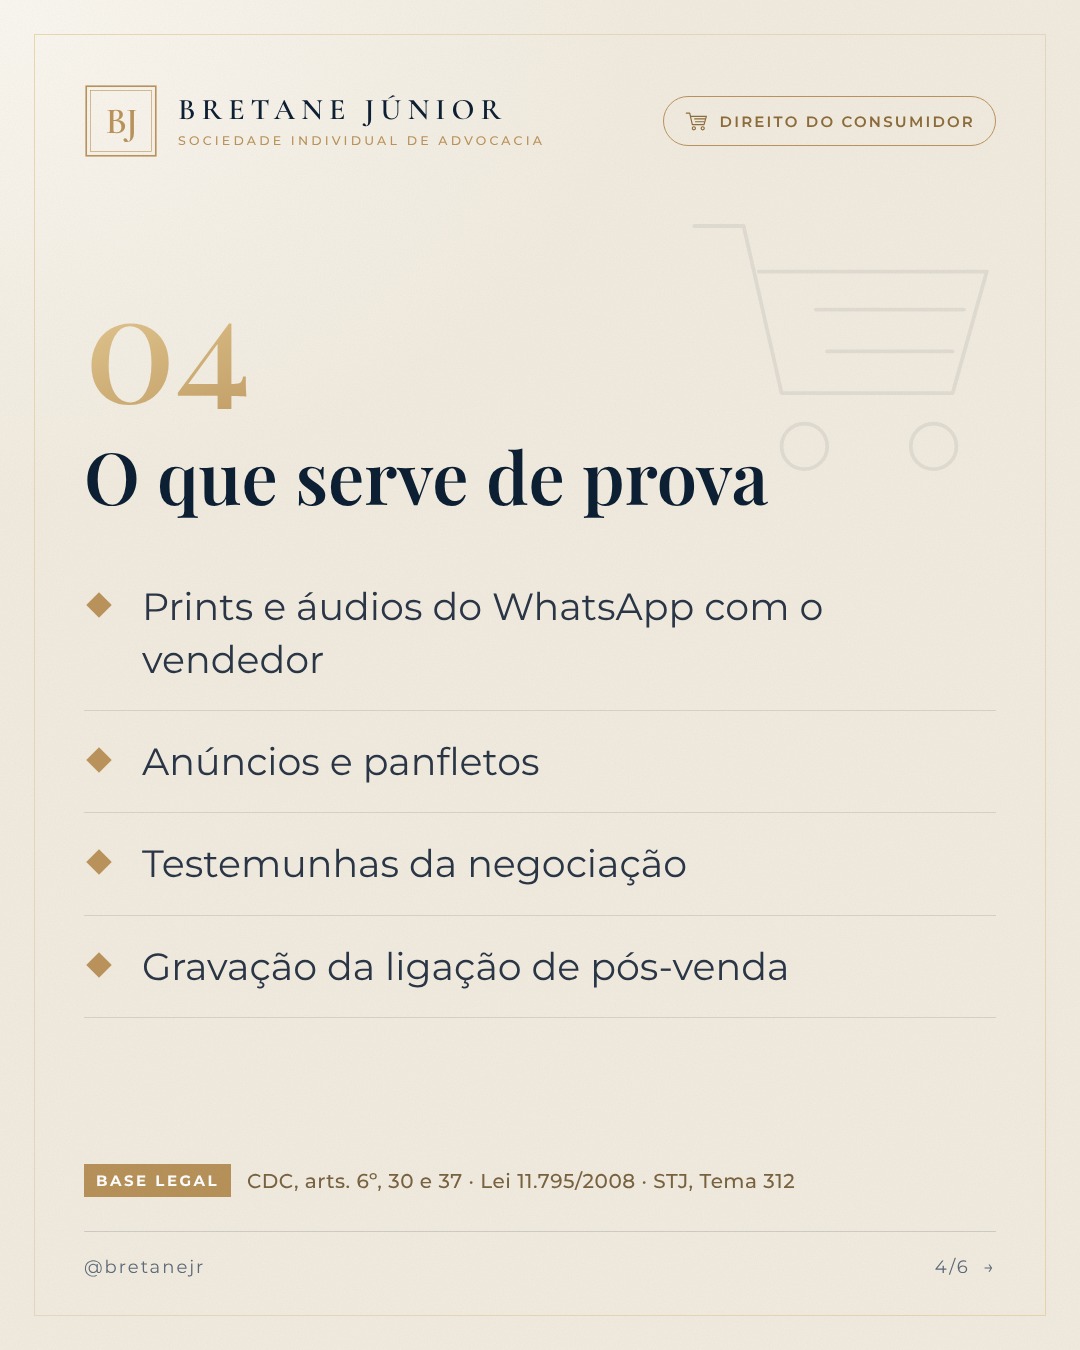 BJ
BRETANE JÚNIOR
SOCIEDADE INDIVIDUAL DE ADVOCACIA
DIREITO DO CONSUMIDOR
04
O que serve de prova
Prints e áudios do WhatsApp com o
vendedor
Anúncios e panfletos
Testemunhas da negociação
Gravação da ligação de pós-venda
BASE LEGAL CDC, arts. 6º, 30 e 37 · Lei 11.795/2008 · STJ, Tema 312
@bretanejr
4/6 →